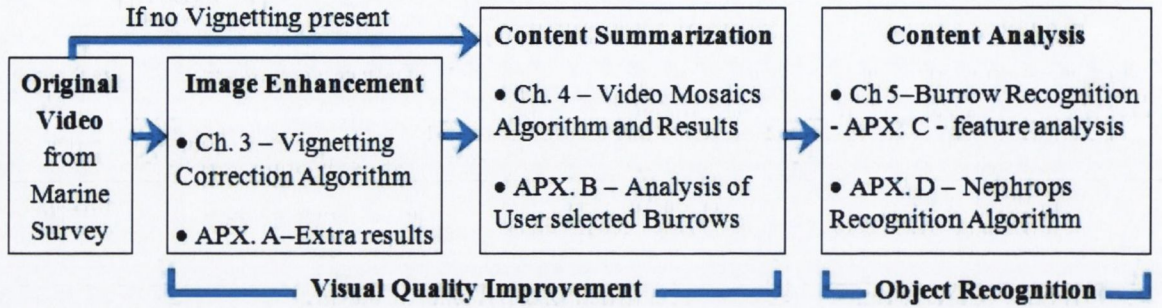 If no Vignetting present
Original
Video
from
Marine
Survey
Image Enhancement
● Ch. 3 – Vignetting
Correction Algorithm
● APX. A–Extra results
Content Summarization
● Ch. 4 – Video Mosaics
Algorithm and Results
● APX. B – Analysis of
User selected Burrows
Content Analysis
● Ch 5–Burrow Recognition
- APX. C - feature analysis
● APX. D – Nephrops
Recognition Algorithm
Visual Quality Improvement
Object Recognition